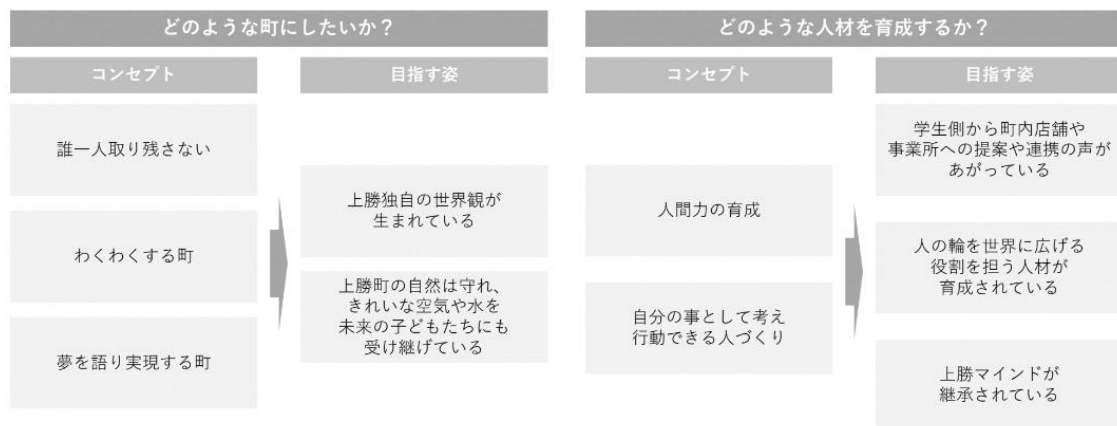 どのような町にしたいか？
コンセプト
目指す姿
誰一人取り残さない
わくわくする町
夢を語り実現する町
上勝独自の世界観が
生まれている
上勝町の自然は守れ、
きれいな空気や水を
未来の子どもたちにも
受け継げている
どのような人材を育成するか？
コンセプト
目指す姿
人間力の育成
自分の事として考え
行動できる人づくり
学生側から町内店舗や
事業所への提案や連携の声が
あがっている
人の輪を世界に広げる
役割を担う人材が
育成されている
上勝マインドが
継承されている